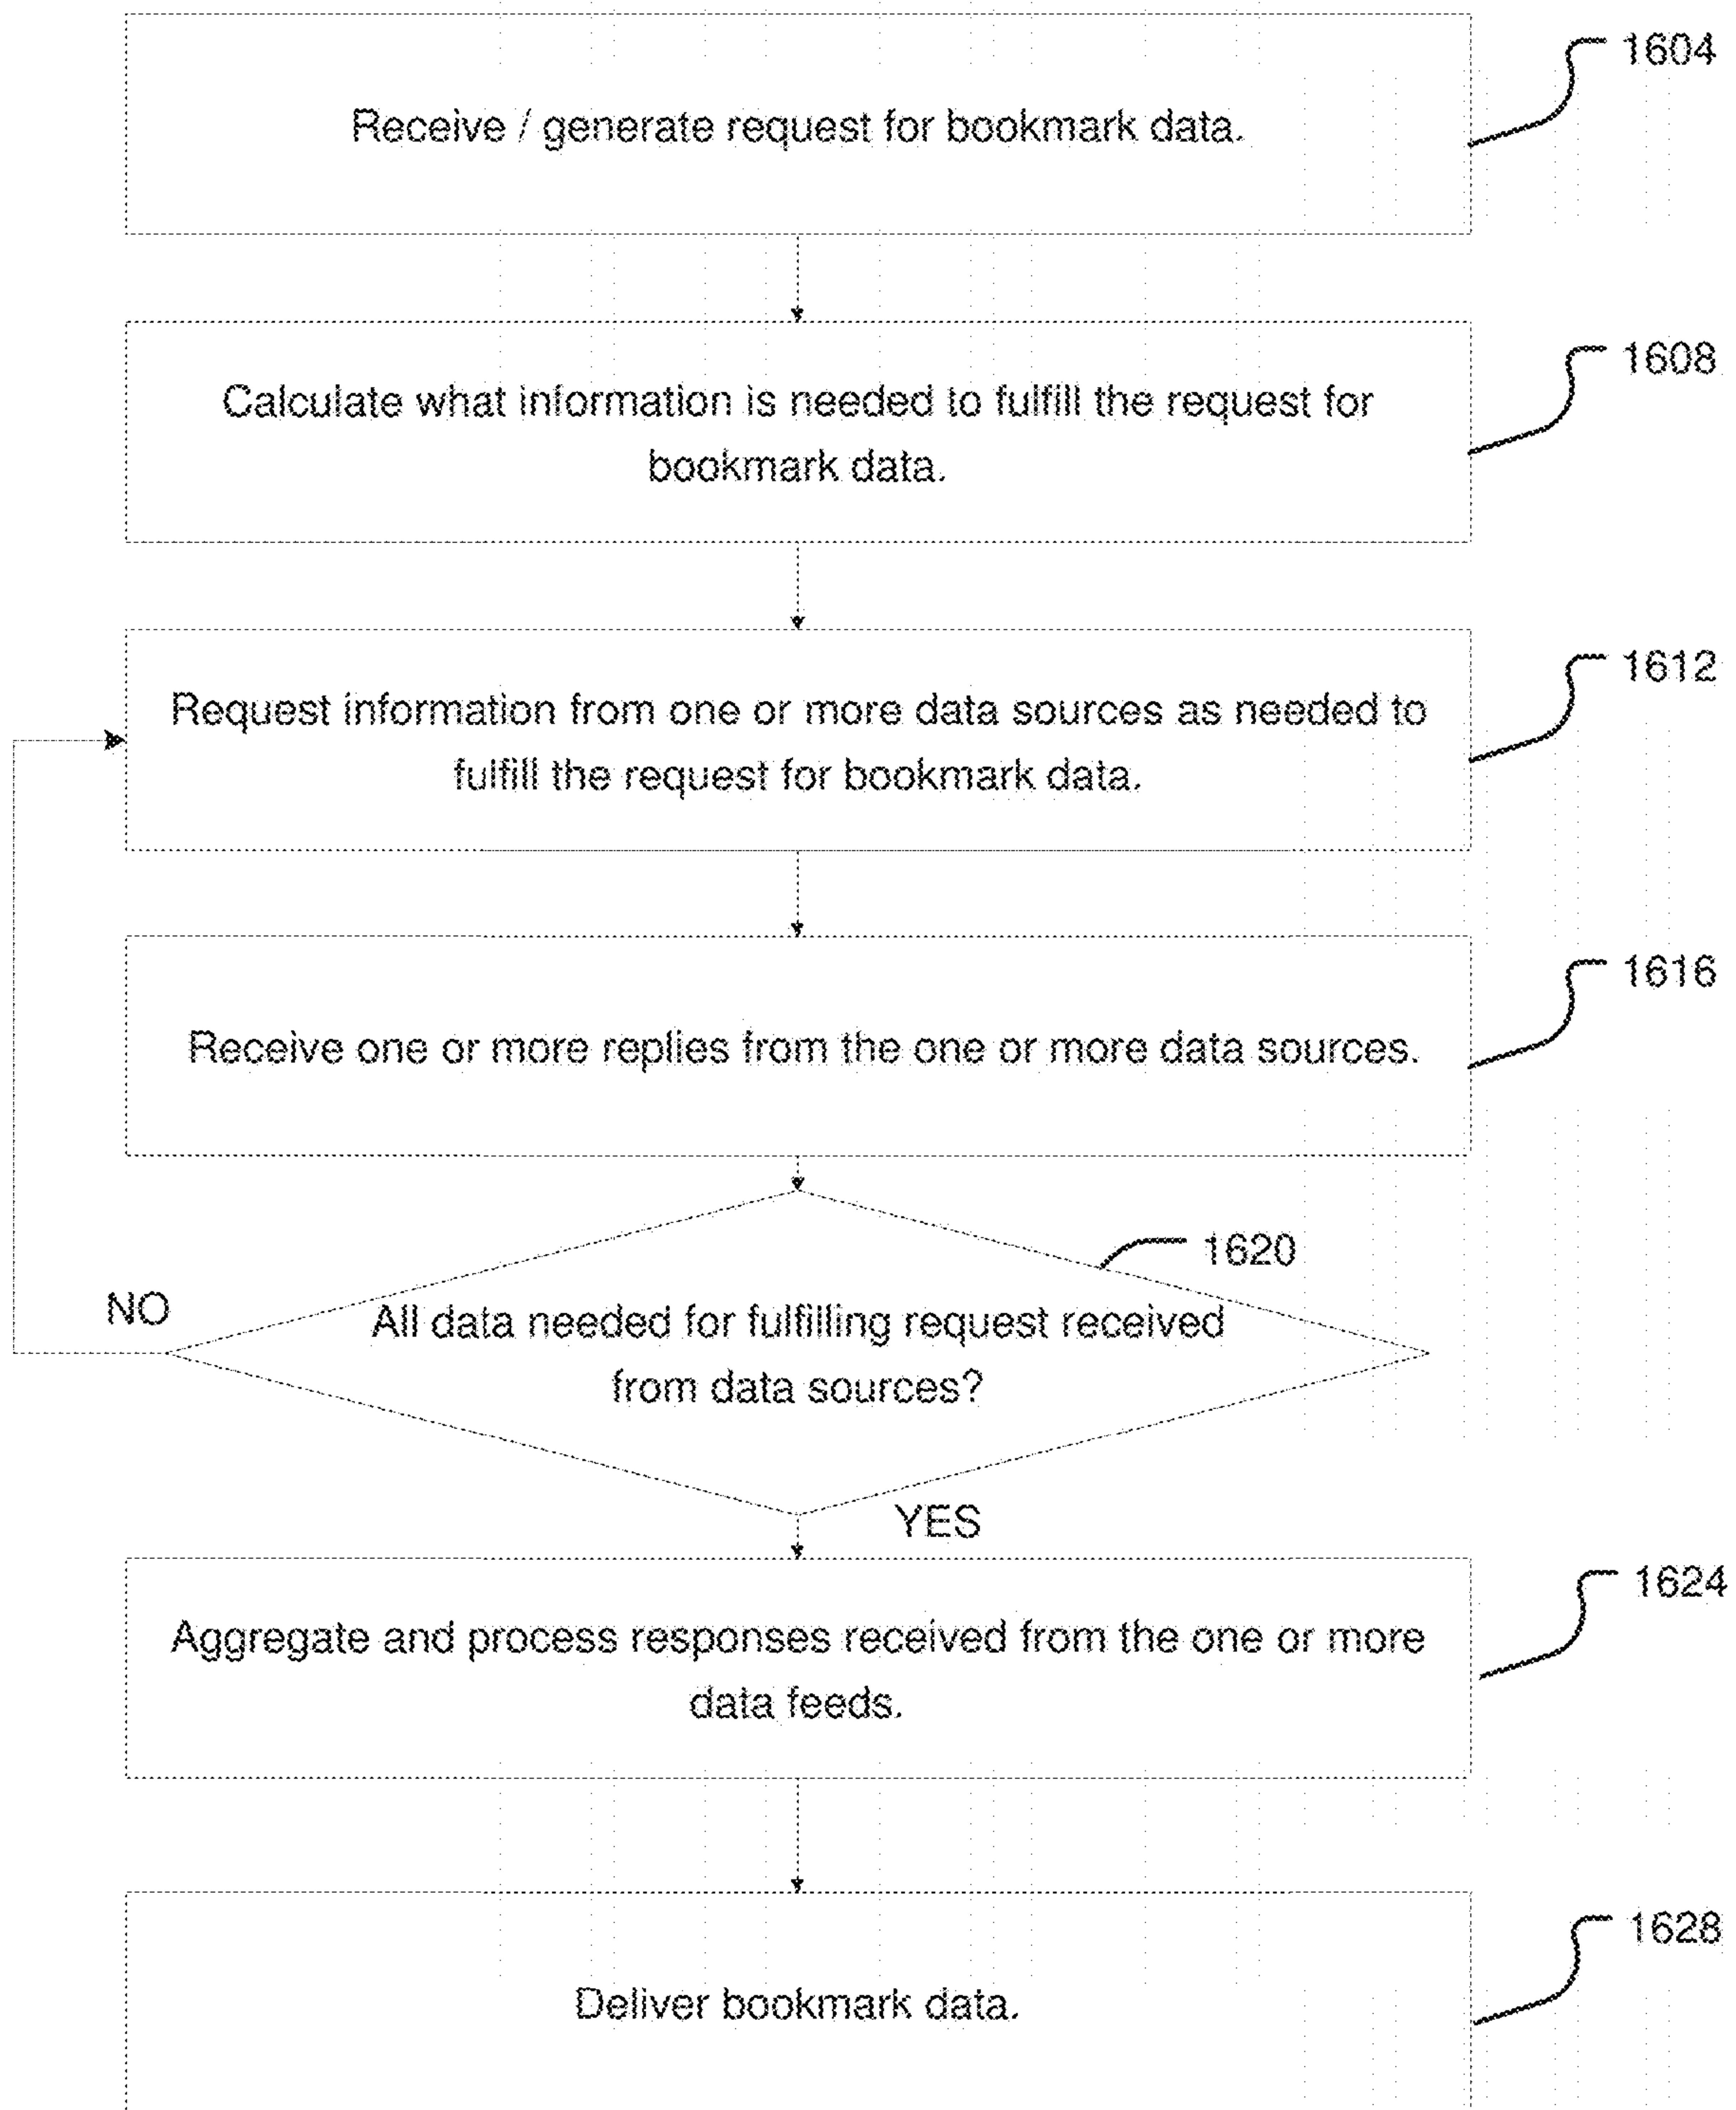 1604
Receive / generate request for bookmark data.
1608
Calculate what information is needed to fulfill the request for
bookmark data.
1612
Request information from one or more data sources as needed to
fulfill the request for bookmark data.
1616
Receive one or more replies from the one or more data sources.
1620
NO
All data needed for fulfilling request received
from data sources?
YES
1624
Aggregate and process responses received from the one or more
data feeds.
1628
Deliver bookmark data.